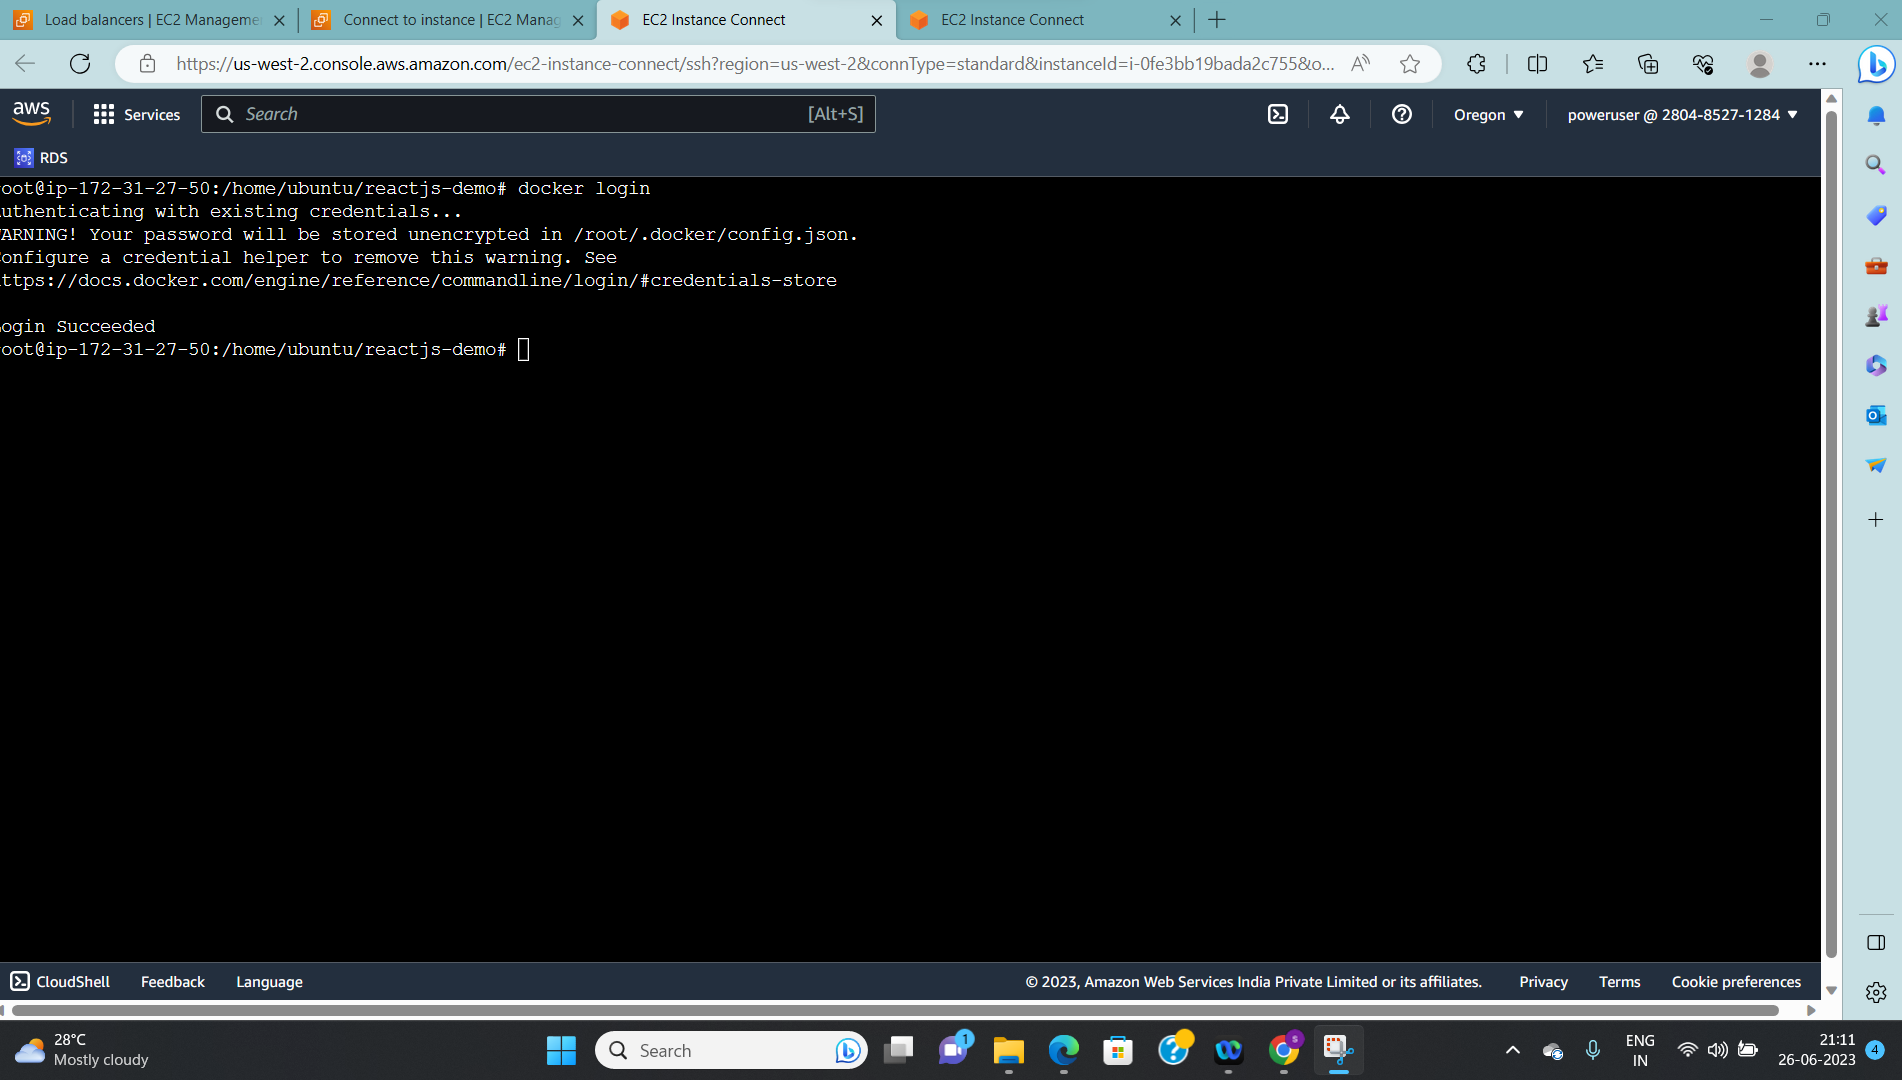 Load balancers | EC2 Manageme
Connect to instance | EC2 Manag
EC2 Instance Connect
EC2 Instance Connect
https://us-west-2.console.aws.amazon.com/ec2-instance-connect/ssh?region=us-west-2&connType=standard&instanceId=i-0fe3bb19bada2c755&o...
aws
Services
Search
[Alt+S]
Oregon
poweruser @ 2804-8527-1284
RDS
oot@ip-172-31-27-50:/home/ubuntu/reactjs-demo# docker login
uthenticating with existing credentials...
ARNING! Your password will be stored unencrypted in /root/.docker/config.json.
onfigure a credential helper to remove this warning. See
ttps://docs.docker.com/engine/reference/commandline/login/#credentials-store
ogin Succeeded
oot@ip-172-31-27-50:/home/ubuntu/reactjs-demo#
CloudShell
Feedback
Language
© 2023, Amazon Web Services India Private Limited or its affiliates.
Privacy
Terms
Cookie preferences
28°C
Mostly cloudy
Search
1
S
ENG
IN
21:11
26-06-2023
4